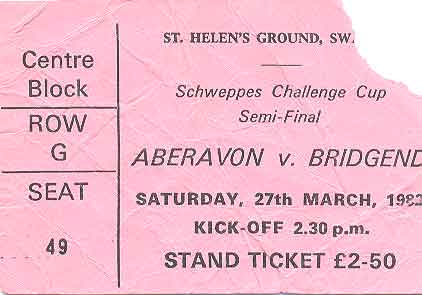 Centre
Block
ROW
G
SEAT
49
ST. HELEN'S GROUND, SW.
Schweppes Challenge Cup
Semi-Final
ABERAVON v. BRIDGEND
SATURDAY, 27th MARCH, 1982
KICK-OFF 2.30 p.m.
STAND TICKET £2-50